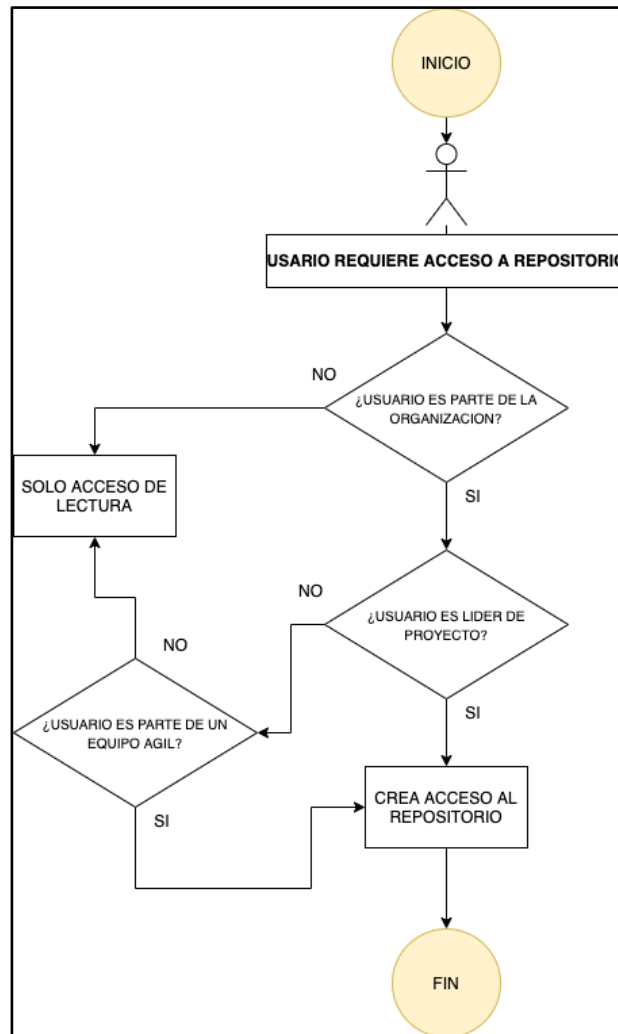 INICIO
USARIO REQUIERE ACCESO A REPOSITORIO
NO
¿USUARIO ES PARTE DE LA
ORGANIZACION?
SOLO ACCESO DE
LECTURA
SI
NO
¿USUARIO ES LIDER DE
PROYECTO?
NO
¿USUARIO ES PARTE DE UN
EQUIPO AGIL?
SI
CREA ACCESO AL
REPOSITORIO
SI
FIN